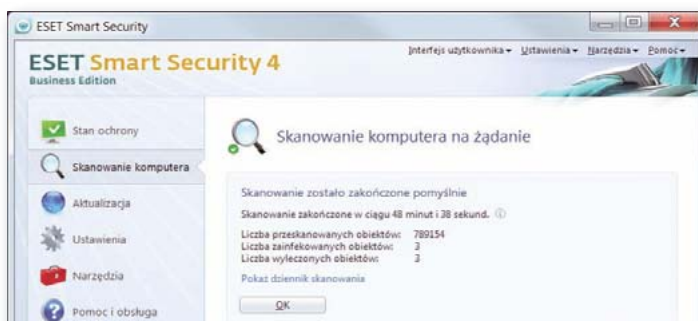 ESET Smart Security
Interfejs użytkownika Ustawienia Narzędzia Pomoc
ESET Smart Security 4
Business Edition
Stan ochrony
Skanowanie komputera
Aktualizacja
Ustawienia
Narzędzia
Pomoc i obsługa
Skanowanie komputera na żądanie
Skanowanie zostało zakończone pomyślnie
Skanowanie zakończone w ciągu 48 minut i 38 sekund.
Liczba przeskanowanych obiektów: 789154
Liczba zainfekowanych obiektów: 3
Liczba wyleczonych obiektów: 3
Pokaż dziennik skanowania
OK